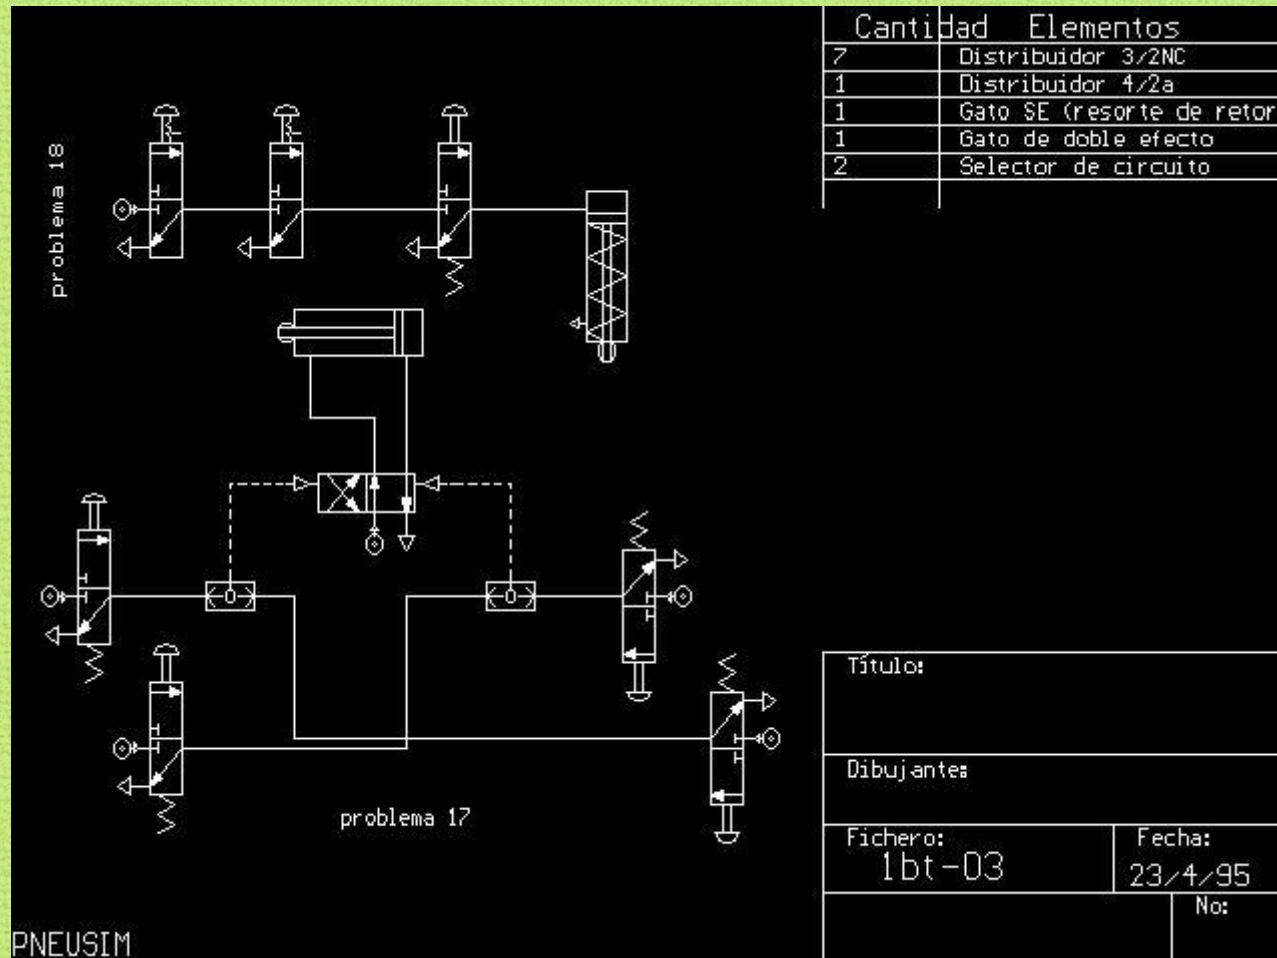 Cantidad Elementos
7 Distribuidor 3/2NC
1 Distribuidor 4/2a
1 Gato SE (resorte de retor
1 Gato de doble efecto
2 Selector de circuito
problema 18
problema 17
Título:
Dibujante:
Fichero: Fecha:
1bt-03 23/4/95
No:
PNEUSIM